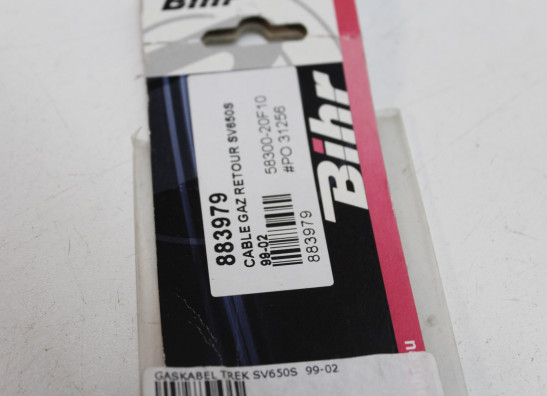 Bihr
Bihr
883979
CABLE GAZ RETOUR SV650S
99-02
58300-20F10
#PO 31256
883979
GASKABEL TREK SV650S 99-02